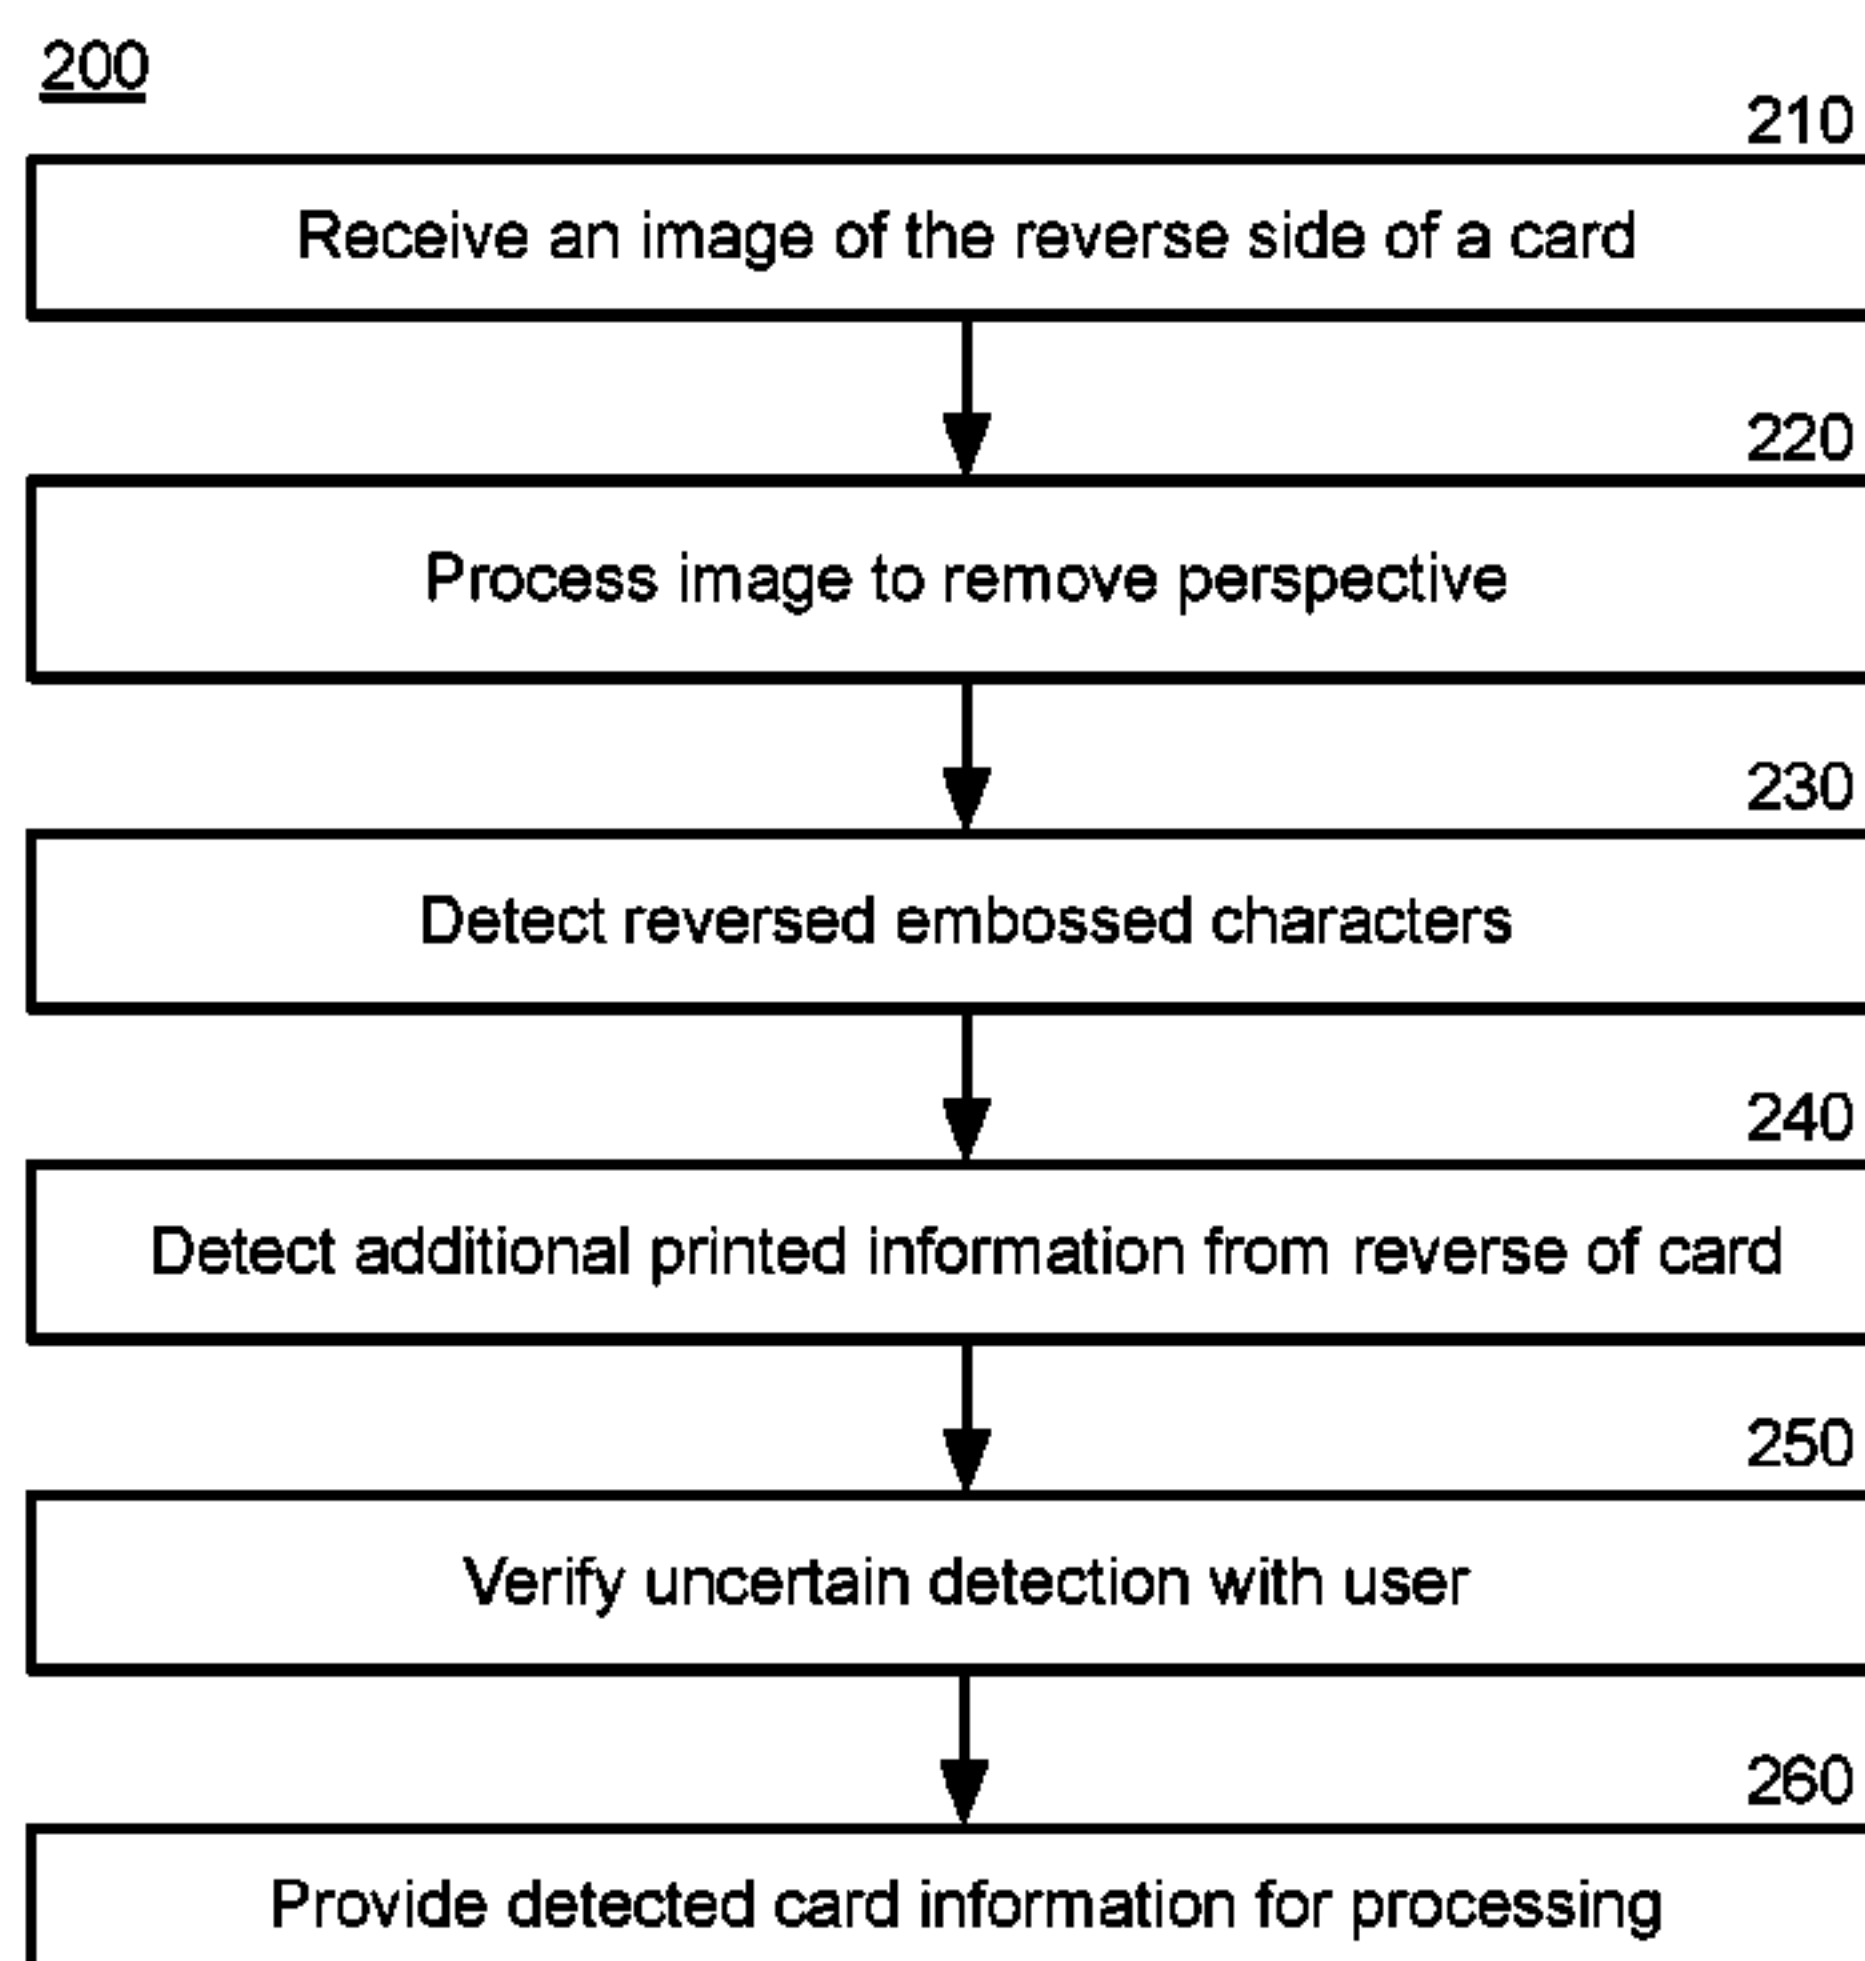 200
210
Receive an image of the reverse side of a card
220
Process image to remove perspective
230
Detect reversed embossed characters
240
Detect additional printed information from reverse of card
250
Verify uncertain detection with user
260
Provide detected card information for processing